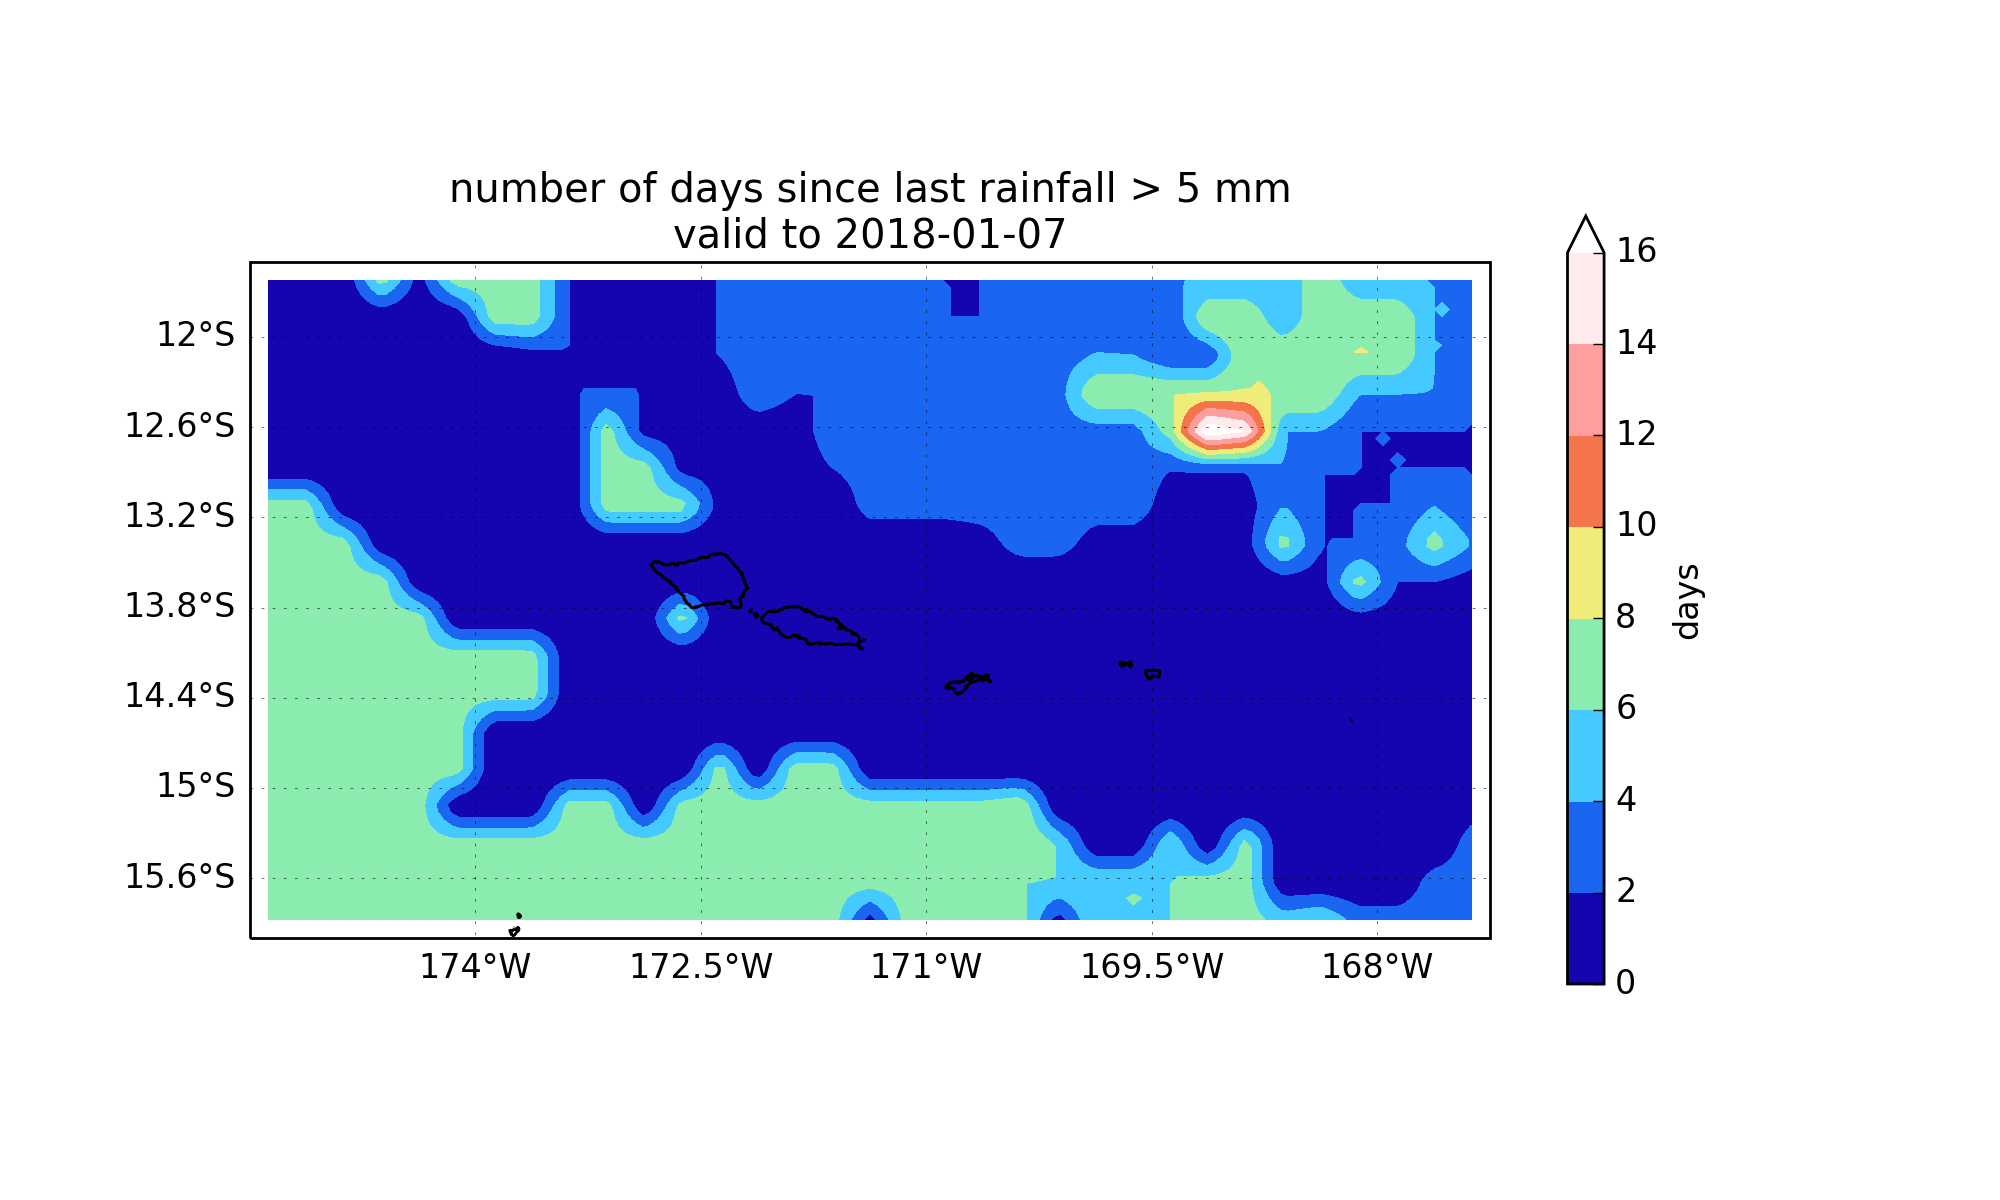 number of days since last rainfall > 5 mm
valid to 2018-01-07
12°S
12.6°S
13.2°S
13.8°S
14.4°S
15°S
15.6°S
174°W
172.5°W
171°W
169.5°W
168°W
16
14
12
10
8
6
4
2
0
days